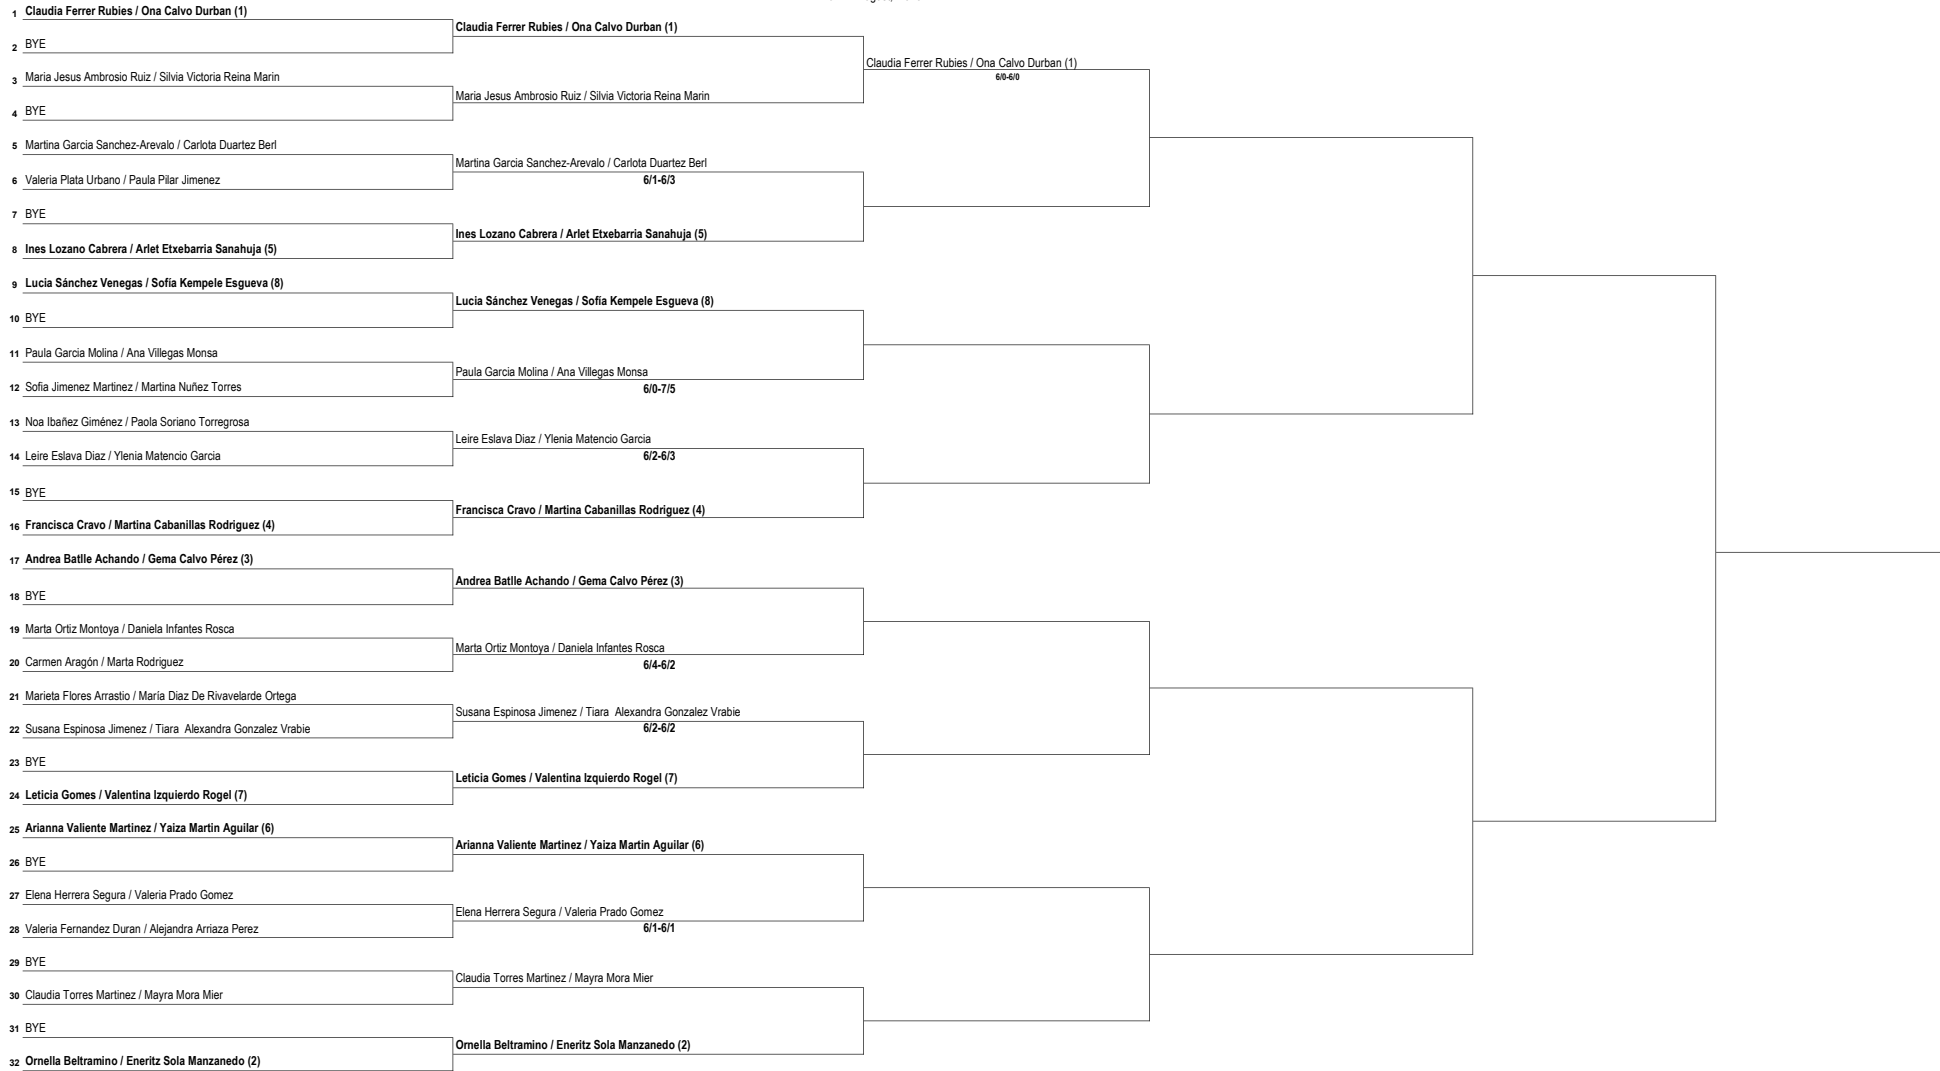 1 Claudia Ferrer Rubies / Ona Calvo Durban (1)
2 BYE
3 Maria Jesus Ambrosio Ruiz / Silvia Victoria Reina Marin
4 BYE
5 Martina Garcia Sanchez-Arevalo / Carlota Duartez Berl
6 Valeria Plata Urbano / Paula Pilar Jimenez
7 BYE
8 Ines Lozano Cabrera / Arlet Etxebarria Sanahuja (5)
9 Lucia Sánchez Venegas / Sofía Kempele Esgueva (8)
10 BYE
11 Paula Garcia Molina / Ana Villegas Monsa
12 Sofia Jimenez Martinez / Martina Nuñez Torres
13 Noa Ibañez Giménez / Paola Soriano Torregrosa
14 Leire Eslava Diaz / Ylenia Matencio Garcia
15 BYE
16 Francisca Cravo / Martina Cabanillas Rodriguez (4)
17 Andrea Batlle Achando / Gema Calvo Pérez (3)
18 BYE
19 Marta Ortiz Montoya / Daniela Infantes Rosca
20 Carmen Aragón / Marta Rodriguez
21 Marieta Flores Arrastio / María Diaz De Rivavelarde Ortega
22 Susana Espinosa Jimenez / Tiara Alexandra Gonzalez Vrabie
23 BYE
24 Leticia Gomes / Valentina Izquierdo Rogel (7)
25 Arianna Valiente Martinez / Yaiza Martin Aguilar (6)
26 BYE
27 Elena Herrera Segura / Valeria Prado Gomez
28 Valeria Fernandez Duran / Alejandra Arriaza Perez
29 BYE
30 Claudia Torres Martinez / Mayra Mora Mier
31 BYE
32 Ornella Beltramino / Eneritz Sola Manzanedo (2)
Claudia Ferrer Rubies / Ona Calvo Durban (1)
Maria Jesus Ambrosio Ruiz / Silvia Victoria Reina Marin
Martina Garcia Sanchez-Arevalo / Carlota Duartez Berl
6/1-6/3
Ines Lozano Cabrera / Arlet Etxebarria Sanahuja (5)
Lucia Sánchez Venegas / Sofía Kempele Esgueva (8)
Paula Garcia Molina / Ana Villegas Monsa
6/0-7/5
Leire Eslava Diaz / Ylenia Matencio Garcia
6/2-6/3
Francisca Cravo / Martina Cabanillas Rodriguez (4)
Andrea Batlle Achando / Gema Calvo Pérez (3)
Marta Ortiz Montoya / Daniela Infantes Rosca
6/4-6/2
Susana Espinosa Jimenez / Tiara Alexandra Gonzalez Vrabie
6/2-6/2
Leticia Gomes / Valentina Izquierdo Rogel (7)
Arianna Valiente Martinez / Yaiza Martin Aguilar (6)
Elena Herrera Segura / Valeria Prado Gomez
6/1-6/1
Claudia Torres Martinez / Mayra Mora Mier
Ornella Beltramino / Eneritz Sola Manzanedo (2)
Claudia Ferrer Rubies / Ona Calvo Durban (1)
6/0-6/0